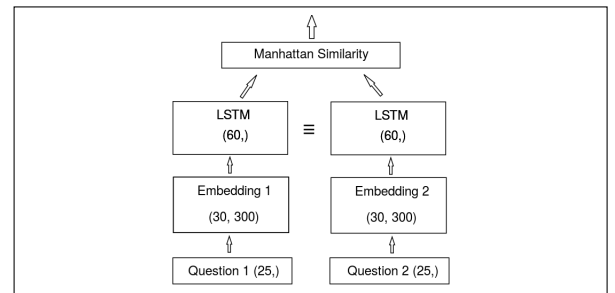 Manhattan Similarity
LSTM
(60,)
≡
LSTM
(60,)
Embedding 1
(30, 300)
Embedding 2
(30, 300)
Question 1 (25,)
Question 2 (25,)